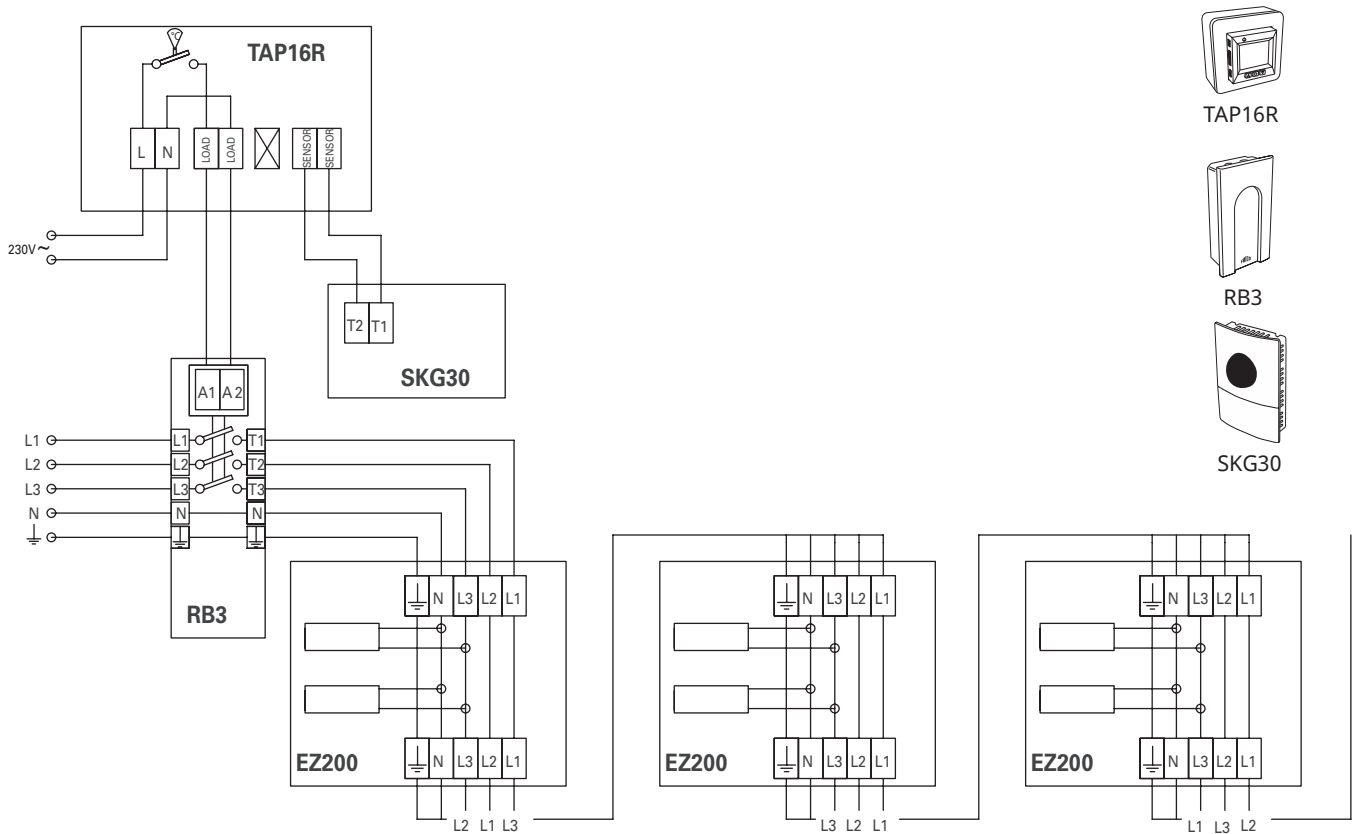 TAP16R
°C
L N LOAD LOAD SENSOR SENSOR
230V~
T2 T1
SKG30
A1 A2
L1 L1 T1
L2 L2 T2
L3 L3 T3
N N N
RB3
N L3 L2 L1
EZ200
N L3 L2 L1
L2 L1 L3
N L3 L2 L1
EZ200
N L3 L2 L1
L3 L2 L1
N L3 L2 L1
EZ200
N L3 L2 L1
L1 L3 L2
TAP16R
RB3
SKG30